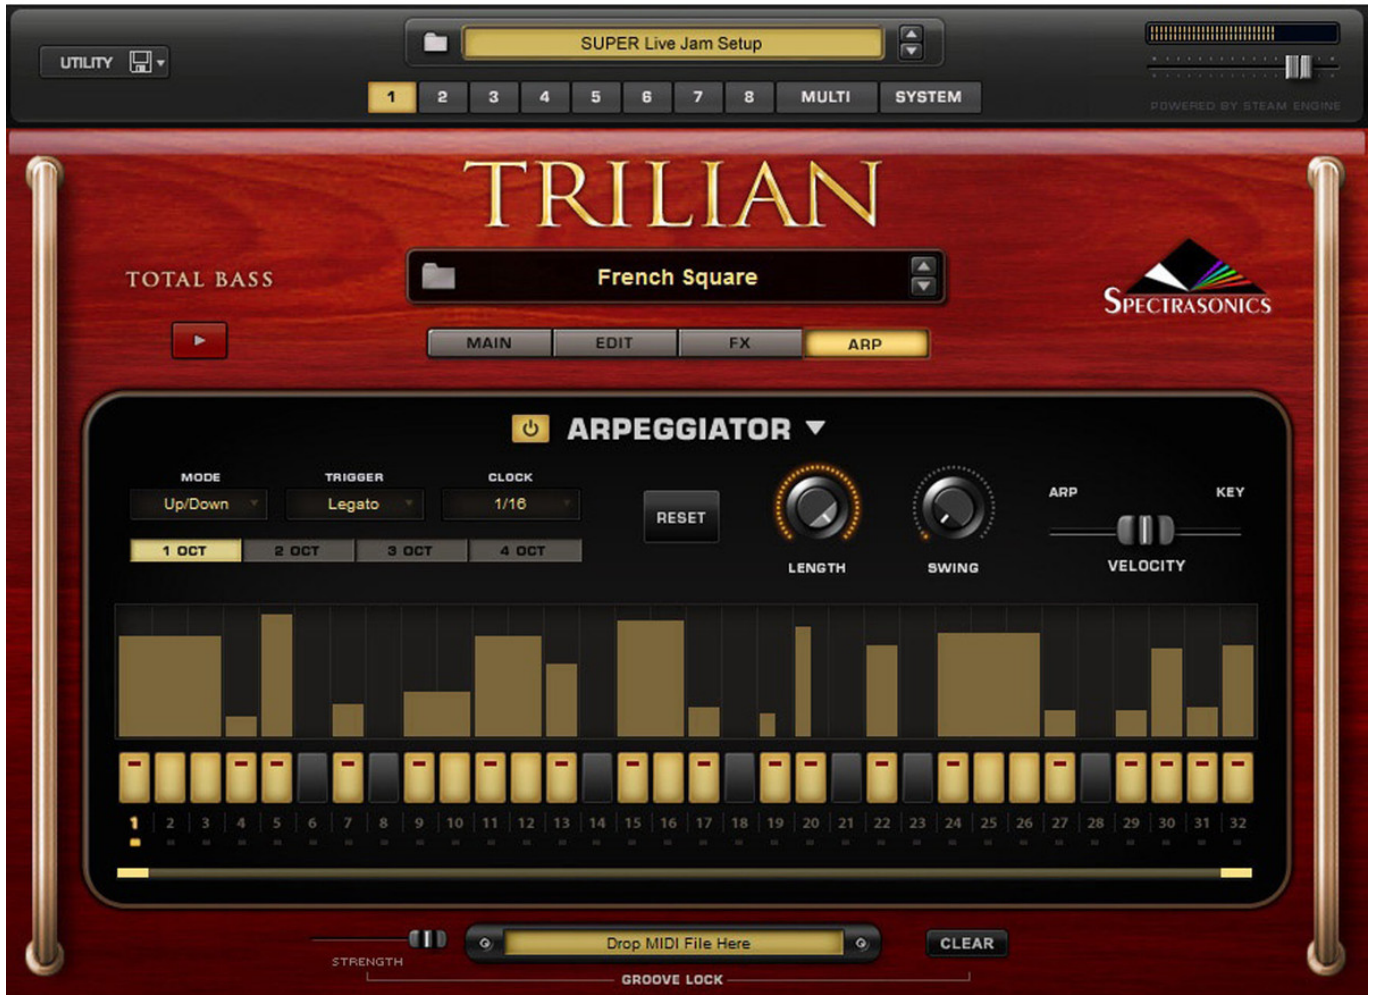 SUPER Live Jam Setup
UTILITY
1 2 3 4 5 6 7 8 MULTI SYSTEM
POWERED BY STEAM ENGINE
TRILIAN
TOTAL BASS
French Square
SPECTRASONICS
MAIN EDIT FX ARP
ARPEGGIATOR
MODE TRIGGER CLOCK
Up/Down Legato 1/16
ARP KEY
RESET
1 OCT 2 OCT 3 OCT 4 OCT
LENGTH SWING VELOCITY
1 2 3 4 5 6 7 8 9 10 11 12 13 14 15 16 17 18 19 20 21 22 23 24 25 26 27 28 29 30 31 32
Drop MIDI File Here
CLEAR
STRENGTH
GROOVE LOCK